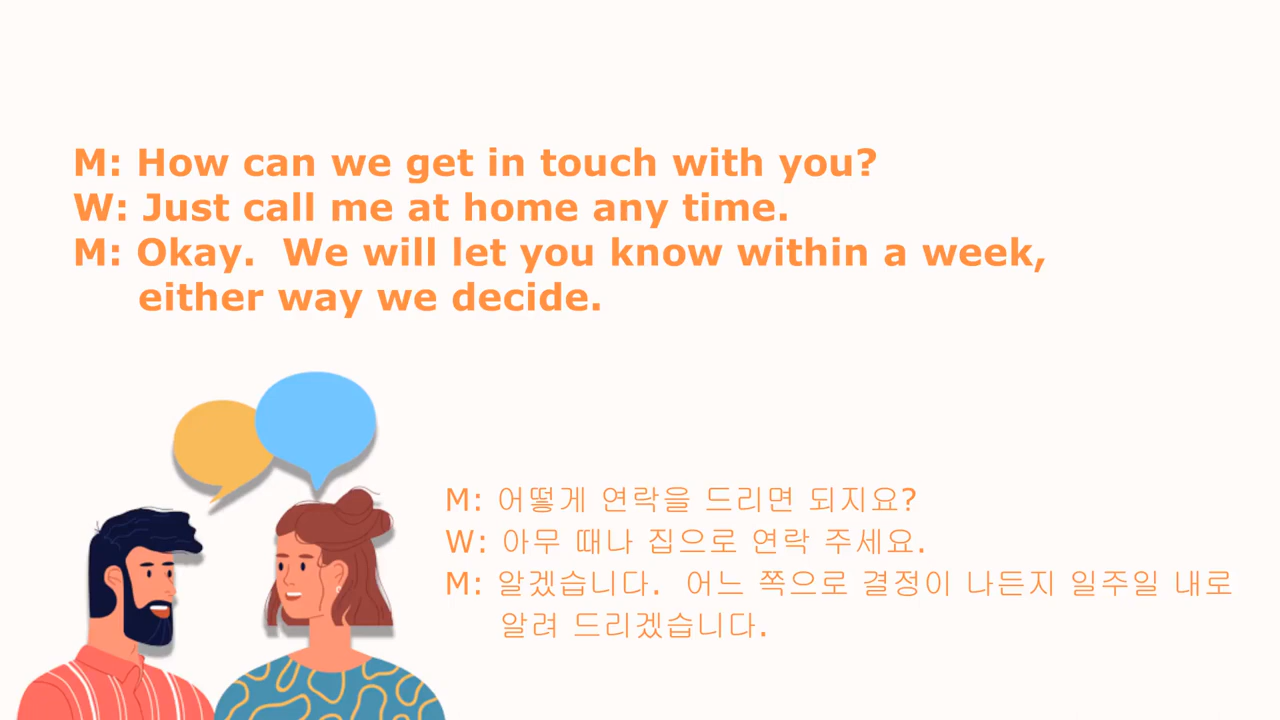 M: How can we get in touch with you?
W: Just call me at home any time.
M: Okay.  We will let you know within a week,
either way we decide.
M: 어떻게 연락을 드리면 되지요?
W: 아무 때나 집으로 연락 주세요.
M: 알겠습니다.  어느 쪽으로 결정이 나든지 일주일 내로
알려 드리겠습니다.